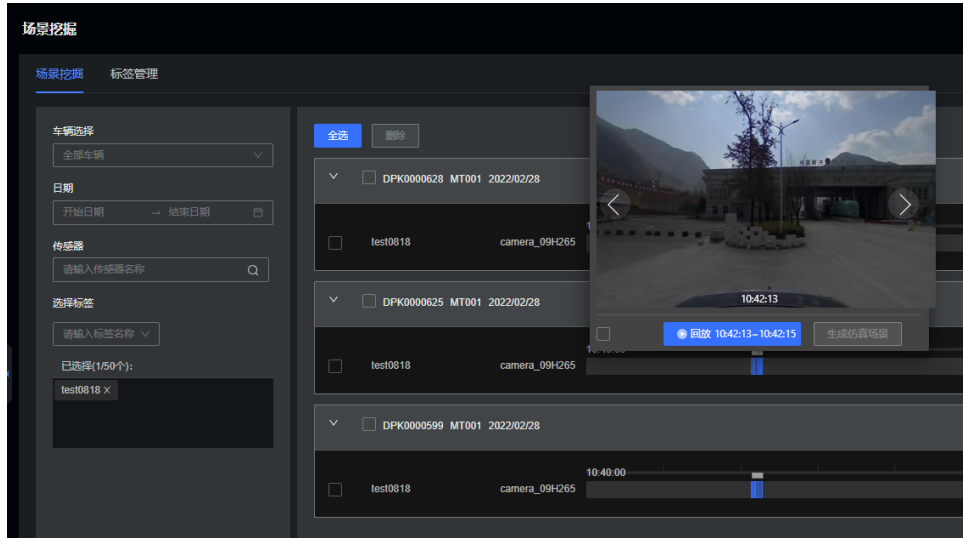 场景挖掘
场景挖掘 标签管理
车辆选择
全部车辆
日期
开始日期 → 结束日期
传感器
请输入传感器名称
选择标签
请输入标签名称
已选择(1/50个):
test0818 ×
全选 删除
DPK0000628 MT001 2022/02/28
test0818 camera_09H265
DPK0000625 MT001 2022/02/28
test0818 camera_09H265
DPK0000599 MT001 2022/02/28
10:40:00
test0818 camera_09H265
10:42:13
回放 10:42:13~10:42:15 生成仿真场景